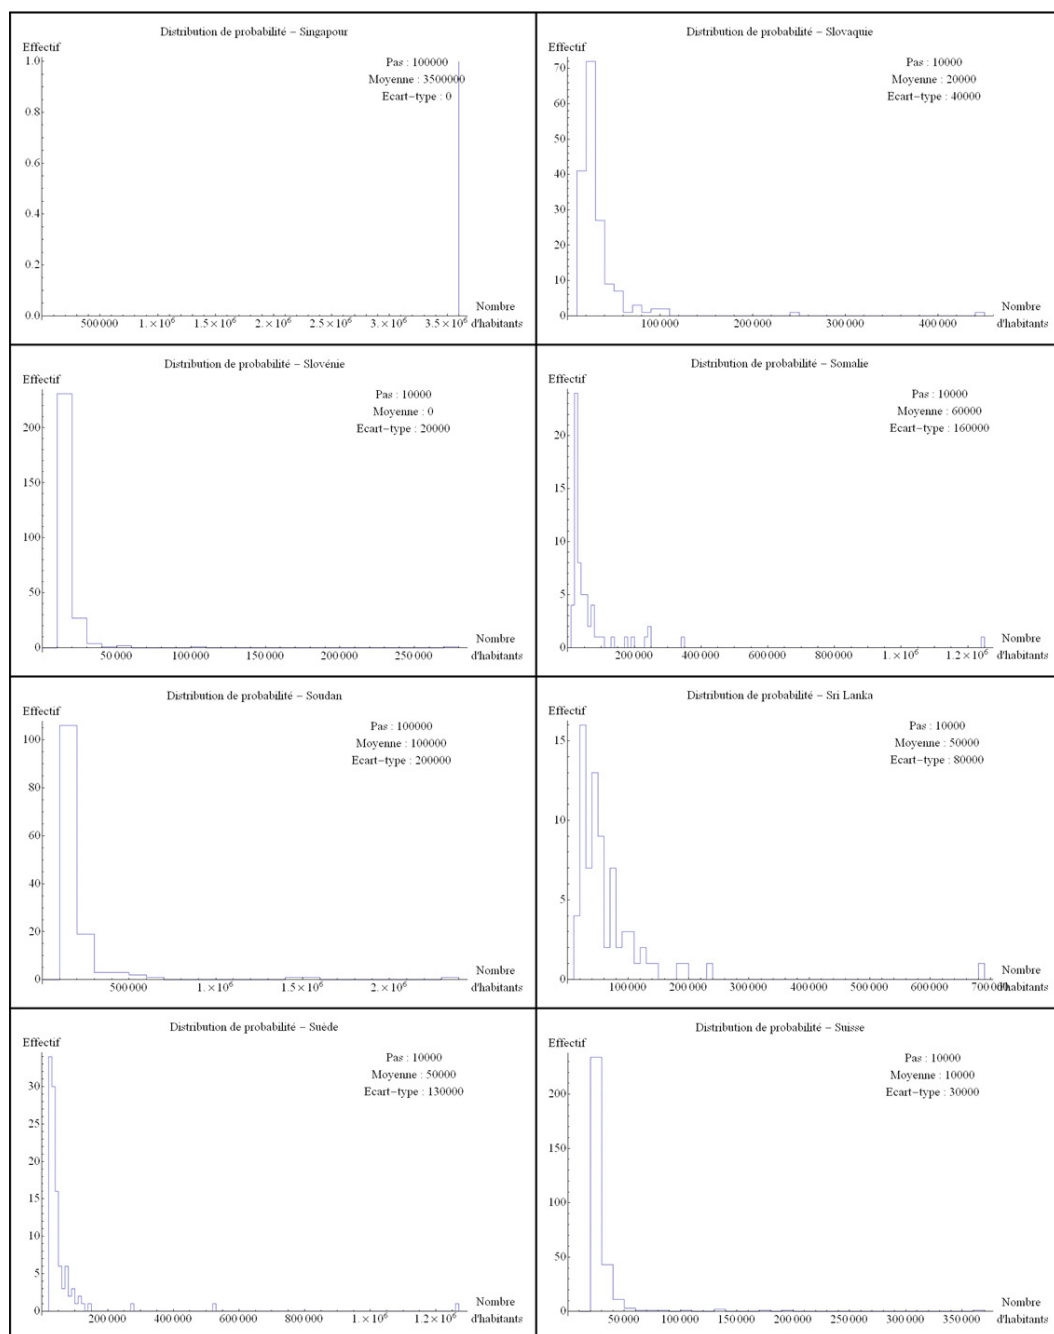 Distribution de probabilité − Singapour
Effectif
Pas : 100000
Moyenne : 3500000
Ecart−type : 0
1.0
0.8
0.6
0.4
0.2
0.0
500000 1.×10⁶ 1.5×10⁶ 2.×10⁶ 2.5×10⁶ 3.×10⁶ 3.5×10⁶
Nombre
d'habitants
Distribution de probabilité − Slovaquie
Effectif
Pas : 10000
Moyenne : 20000
Ecart−type : 40000
70
60
50
40
30
20
10
0
100000 200000 300000 400000
Nombre
d'habitants
Distribution de probabilité − Slovénie
Effectif
Pas : 10000
Moyenne : 0
Ecart−type : 20000
200
150
100
50
0
50000 100000 150000 200000 250000
Nombre
d'habitants
Distribution de probabilité − Somalie
Effectif
Pas : 10000
Moyenne : 60000
Ecart−type : 160000
20
15
10
5
0
200000 400000 600000 800000 1.×10⁶ 1.2×10⁶
Nombre
d'habitants
Distribution de probabilité − Soudan
Effectif
Pas : 100000
Moyenne : 100000
Ecart−type : 200000
100
80
60
40
20
0
500000 1.×10⁶ 1.5×10⁶ 2.×10⁶
Nombre
d'habitants
Distribution de probabilité − Sri Lanka
Effectif
Pas : 10000
Moyenne : 50000
Ecart−type : 80000
15
10
5
0
100000 200000 300000 400000 500000 600000 700000
Nombre
d'habitants
Distribution de probabilité − Suède
Effectif
Pas : 10000
Moyenne : 50000
Ecart−type : 130000
30
25
20
15
10
5
0
200000 400000 600000 800000 1.×10⁶ 1.2×10⁶
Nombre
d'habitants
Distribution de probabilité − Suisse
Effectif
Pas : 10000
Moyenne : 10000
Ecart−type : 30000
200
150
100
50
0
50000 100000 150000 200000 250000 300000 350000
Nombre
d'habitants